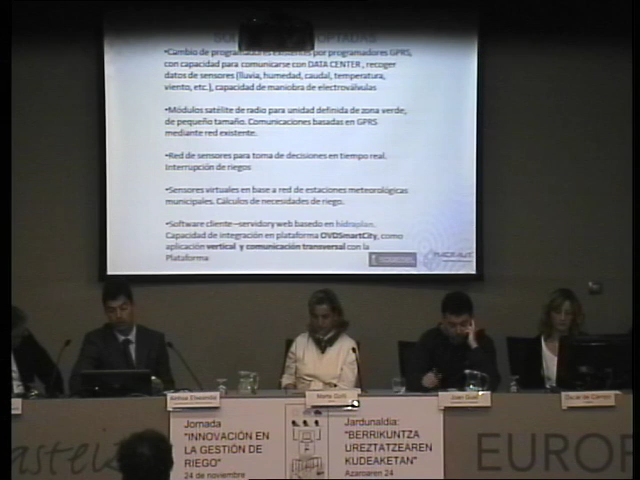 •Cambio de programadores existentes por programadores GPRS,
con capacidad para comunicarse con DATA CENTER , recoger
datos de sensores (lluvia, humedad, caudal, temperatura,
viento, etc.), capacidad de maniobra de electroválvulas
•Módulos satélite de radio para unidad definida de zona verde,
de pequeño tamaño. Comunicaciones basadas en GPRS
mediante red existente.
•Red de sensores para toma de decisiones en tiempo real.
Interrupción de riegos
•Sensores virtuales en base a red de estaciones meteorológicas
municipales. Cálculos de necesidades de riego.
•Software cliente–servidor y web basedo en hidraplan.
Capacidad de integración en plataforma OVDSmartCity, como
aplicación vertical y comunicación transversal con la
Plataforma
Jornada
"INNOVACIÓN EN
LA GESTIÓN DE
RIEGO"
24 de noviembre
Jardunaldia:
"BERRIKUNTZA
UREZTATZEAREN
KUDEAKETAN"
Azaroaren 24
asteiz
EUROP